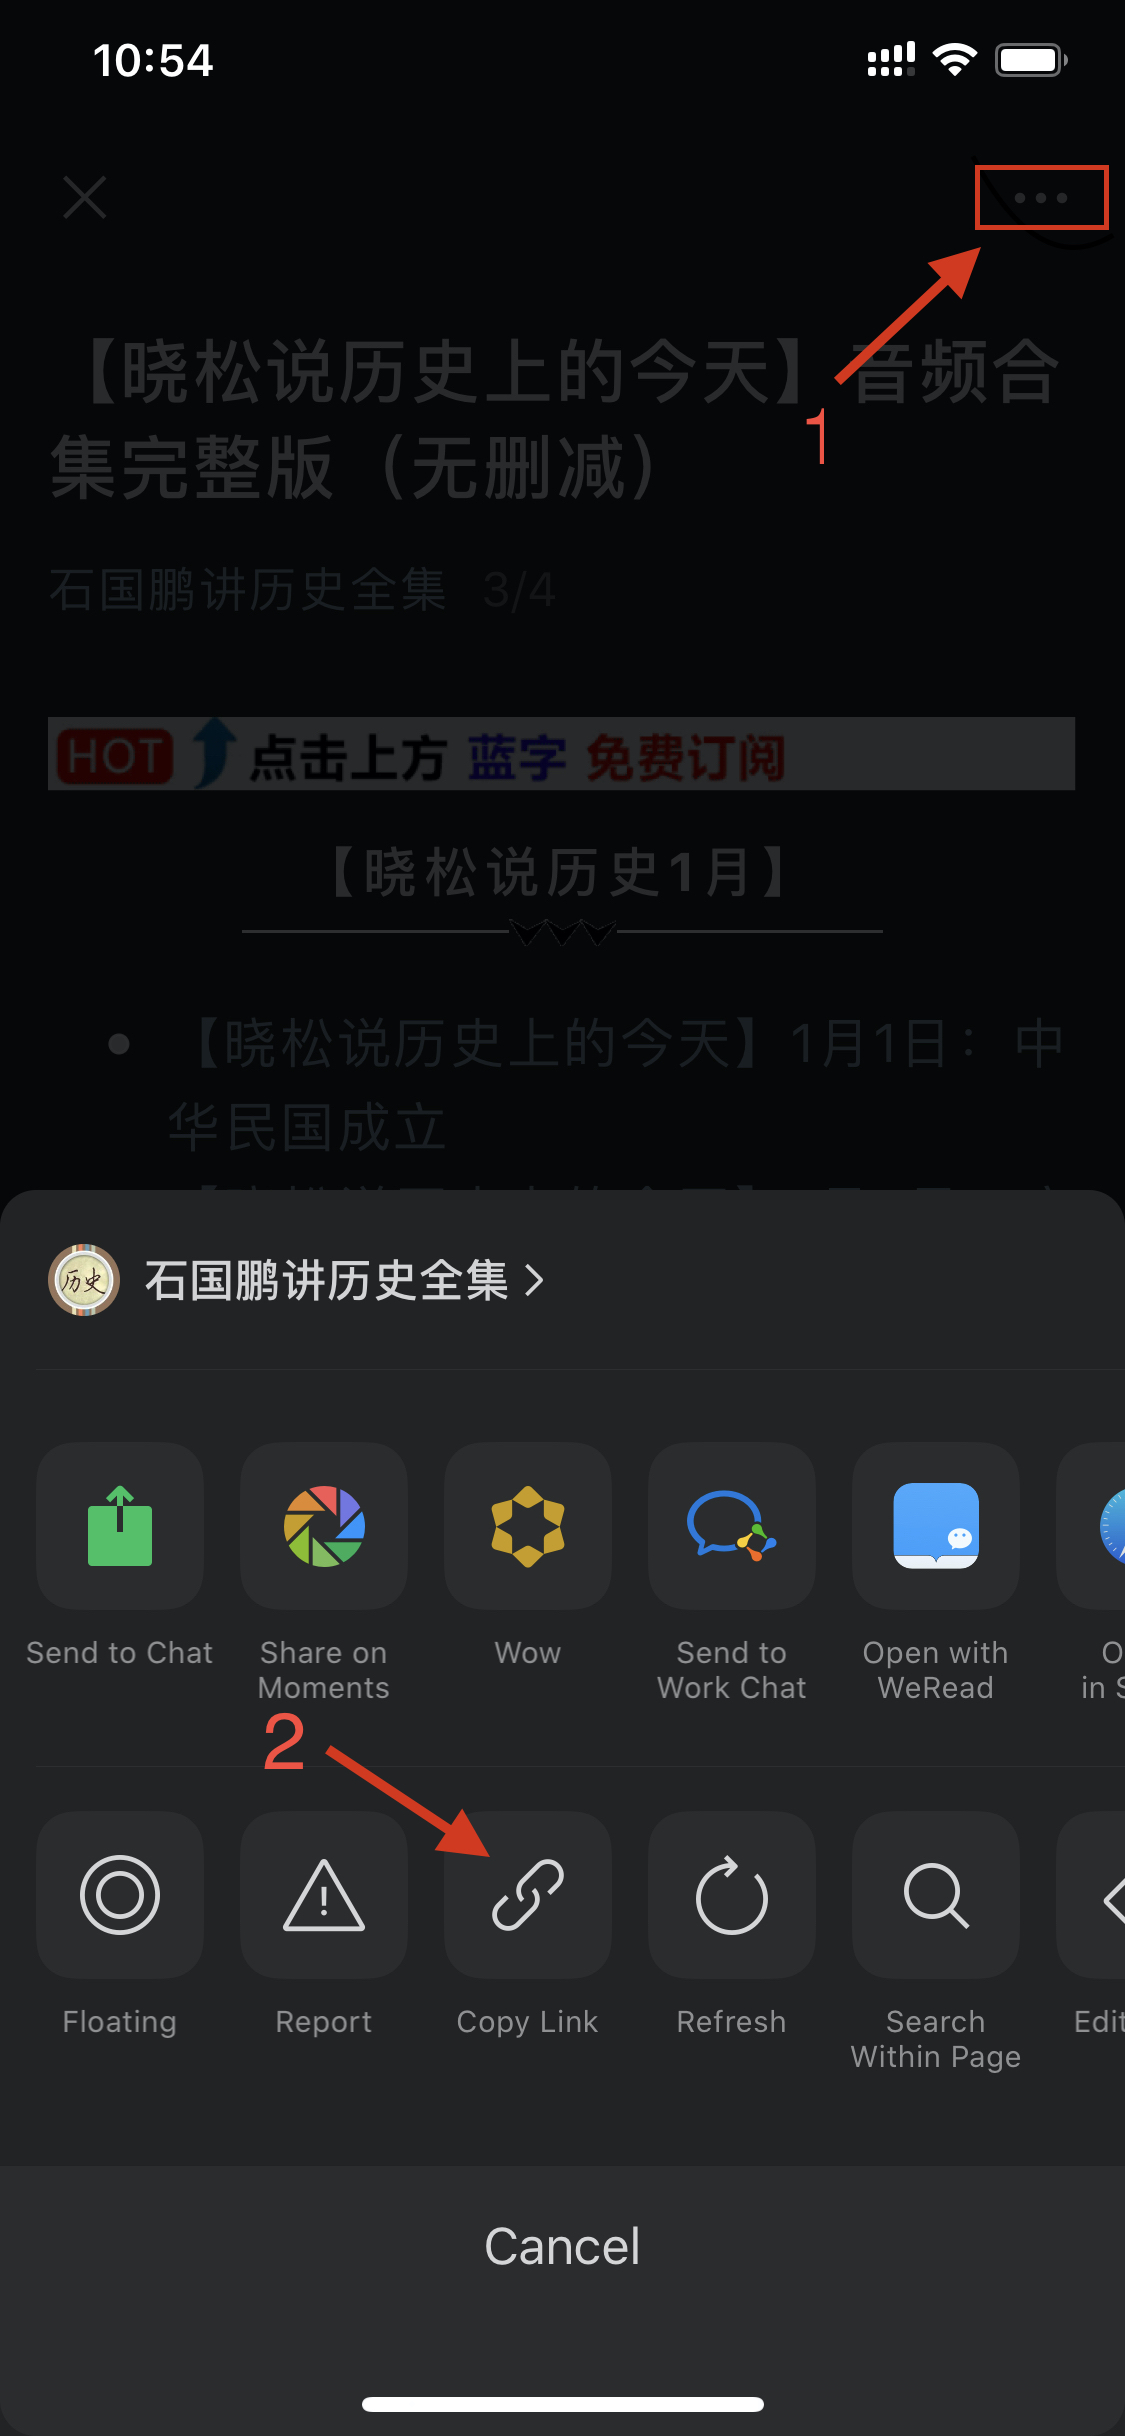 10:54
【晓松说历史上的今天】音频合
集完整版（无删减）
1
石国鹏讲历史全集 3/4
HOT 点击上方 蓝字 免费订阅
【晓松说历史1月】
【晓松说历史上的今天】1月1日：中
华民国成立
石国鹏讲历史全集
历史
Send to Chat
Share on
Moments
Wow
Send to
Work Chat
Open with
WeRead
O
in S
2
Floating
Report
Copy Link
Refresh
Search
Within Page
Edit
Cancel